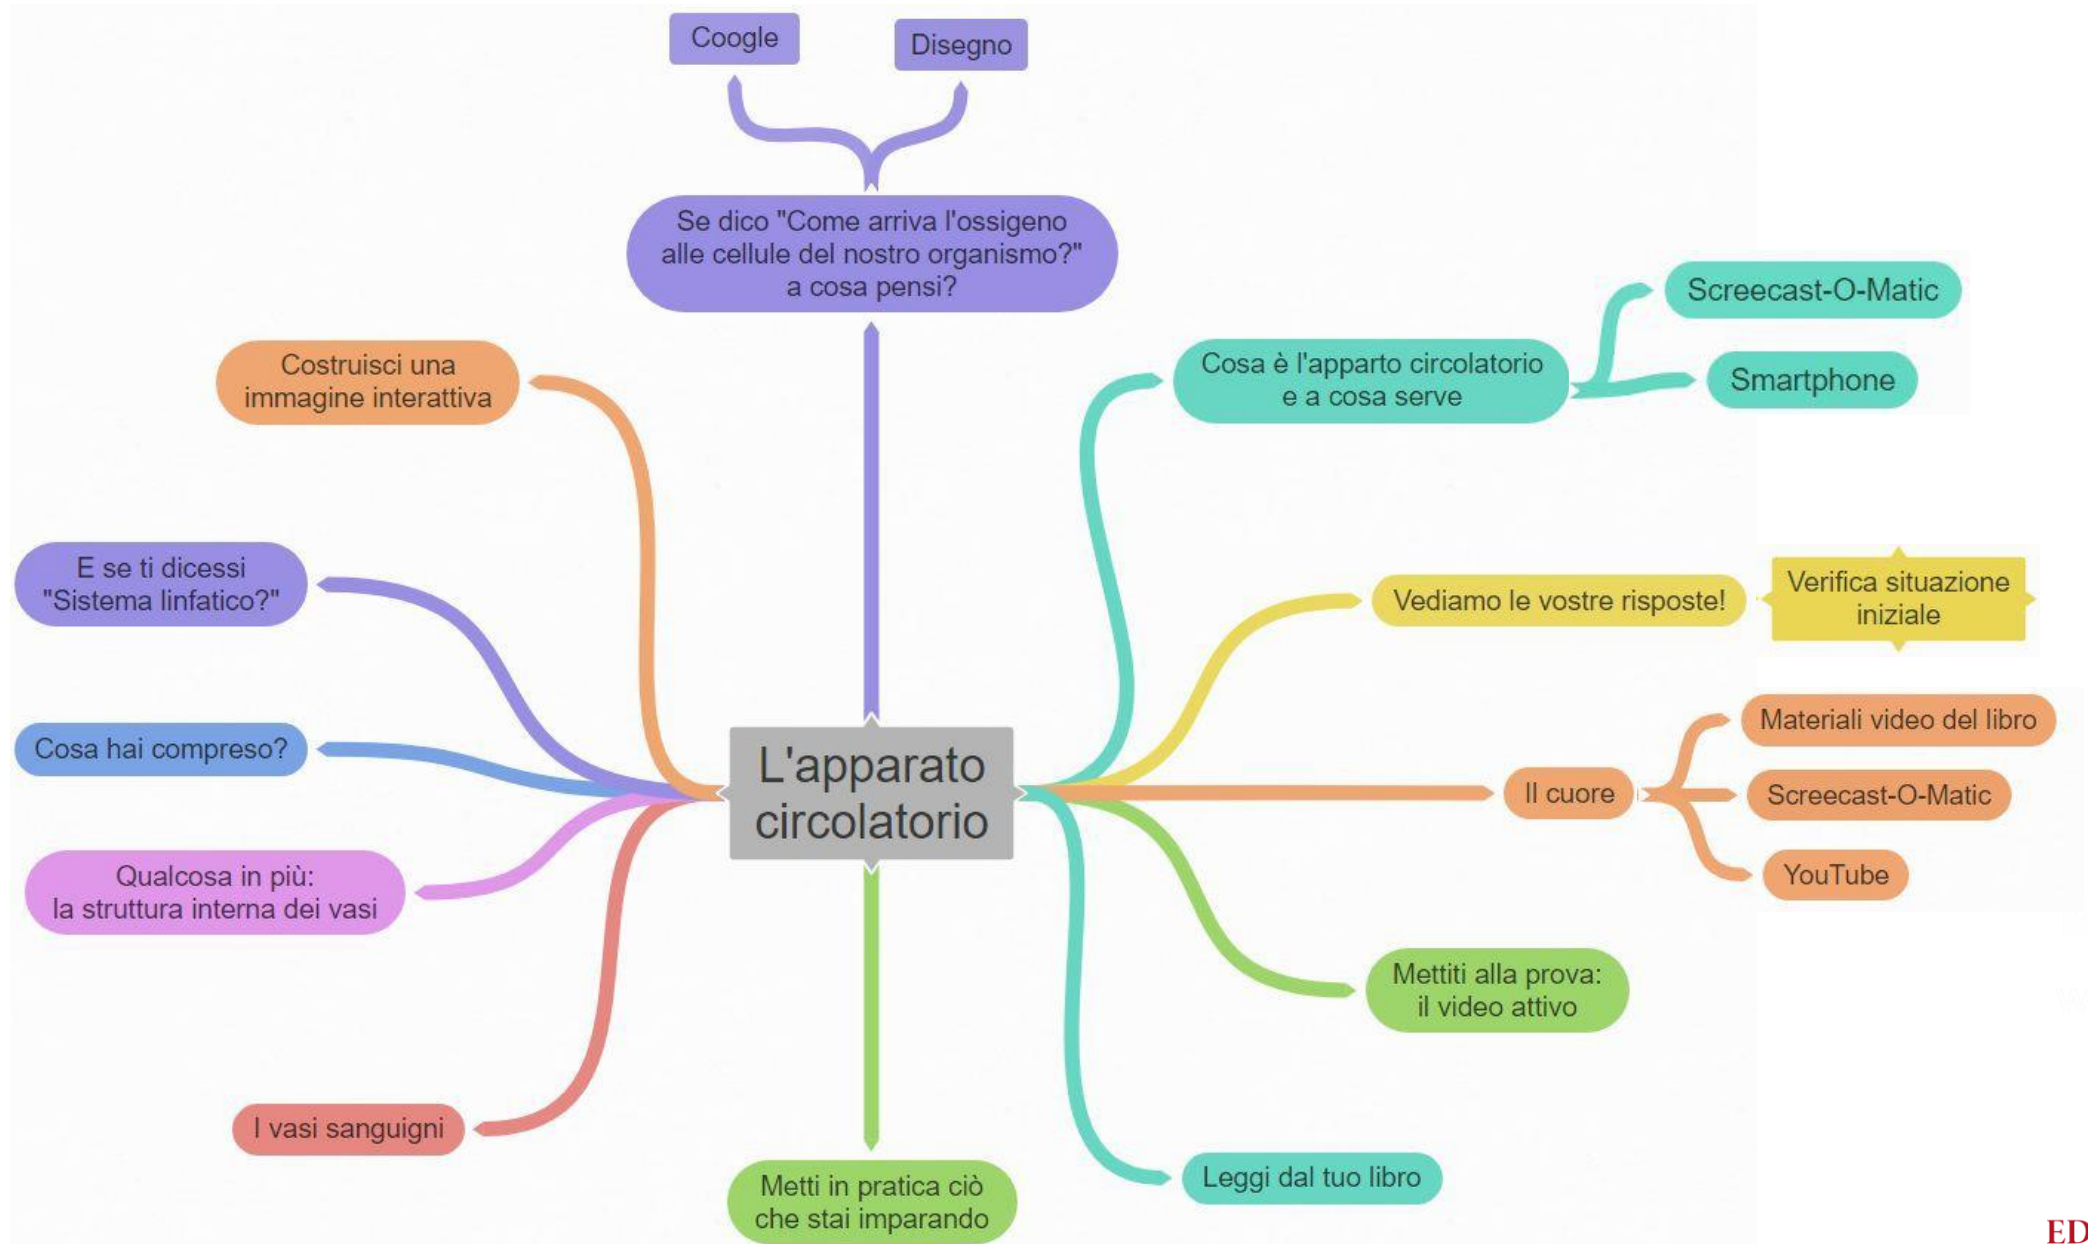 Coogle
Disegno
Se dico "Come arriva l'ossigeno
alle cellule del nostro organismo?"
a cosa pensi?
Screecast-O-Matic
Cosa è l'apparto circolatorio
e a cosa serve
Smartphone
Costruisci una
immagine interattiva
E se ti dicessi
"Sistema linfatico?"
Vediamo le vostre risposte!
Verifica situazione
iniziale
Cosa hai compreso?
L'apparato
circolatorio
Il cuore
Materiali video del libro
Screecast-O-Matic
YouTube
Qualcosa in più:
la struttura interna dei vasi
Mettiti alla prova:
il video attivo
I vasi sanguigni
Metti in pratica ciò
che stai imparando
Leggi dal tuo libro
ED